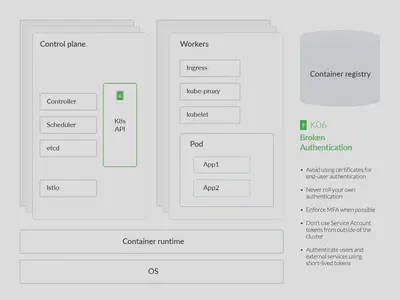 Control plane
Controller
Scheduler
etcd
Istio
K8s
API
Workers
Ingress
kube-proxy
kubelet
Pod
App1
App2
Container runtime
OS
Container registry
K06
Broken
Authentication
• Avoid using certificates for
end-user authentication
• Never roll your own
authentication
• Enforce MFA when possible
• Don't use Service Account
tokens from outside of the
cluster
• Authenticate users and
external services using
short-lived tokens